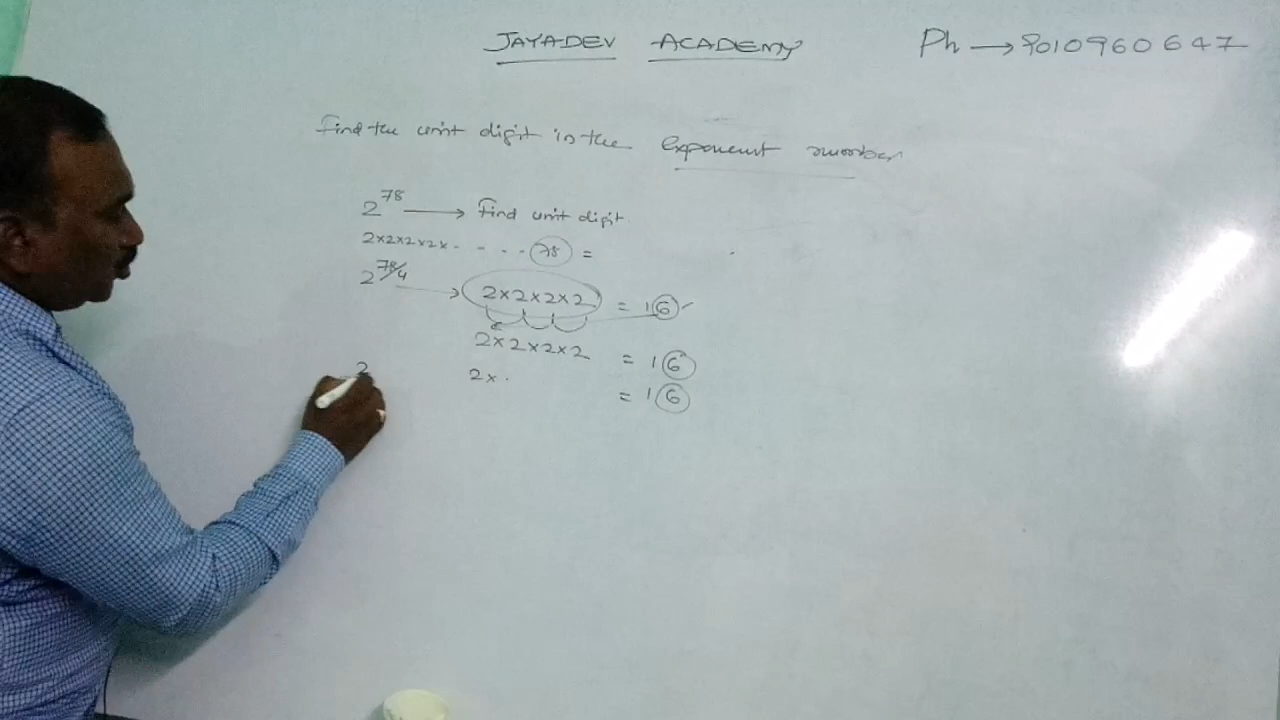 JAYADEV ACADEMY
Ph → 9010960647
Find the unit digit in the Exponent number
2^78 → Find unit digit
2×2×2×2×- - - - - 78 =
2^78/4 → 2×2×2×2 = 16
2×2×2×2 = 16
2×. = 16
2